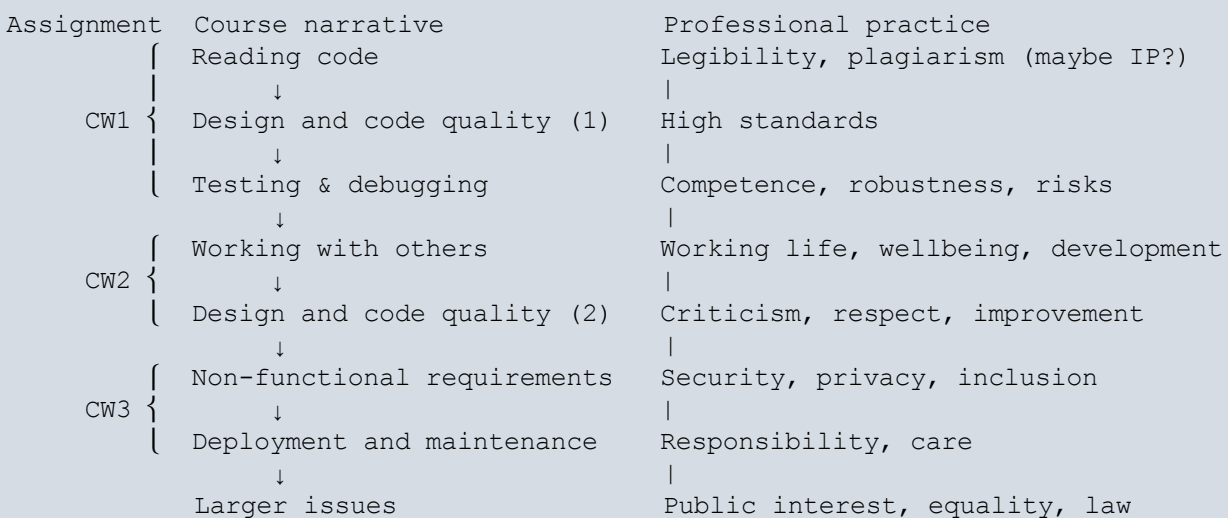 Assignment Course narrative Professional practice
⎧ Reading code Legibility, plagiarism (maybe IP?)
| ↓ |
CW1 ⎨ Design and code quality (1) High standards
| ↓ |
⎩ Testing & debugging Competence, robustness, risks
↓ |
⎧ Working with others Working life, wellbeing, development
CW2 ⎨ ↓ |
⎩ Design and code quality (2) Criticism, respect, improvement
↓ |
⎧ Non-functional requirements Security, privacy, inclusion
CW3 ⎨ ↓ |
⎩ Deployment and maintenance Responsibility, care
↓ |
Larger issues Public interest, equality, law